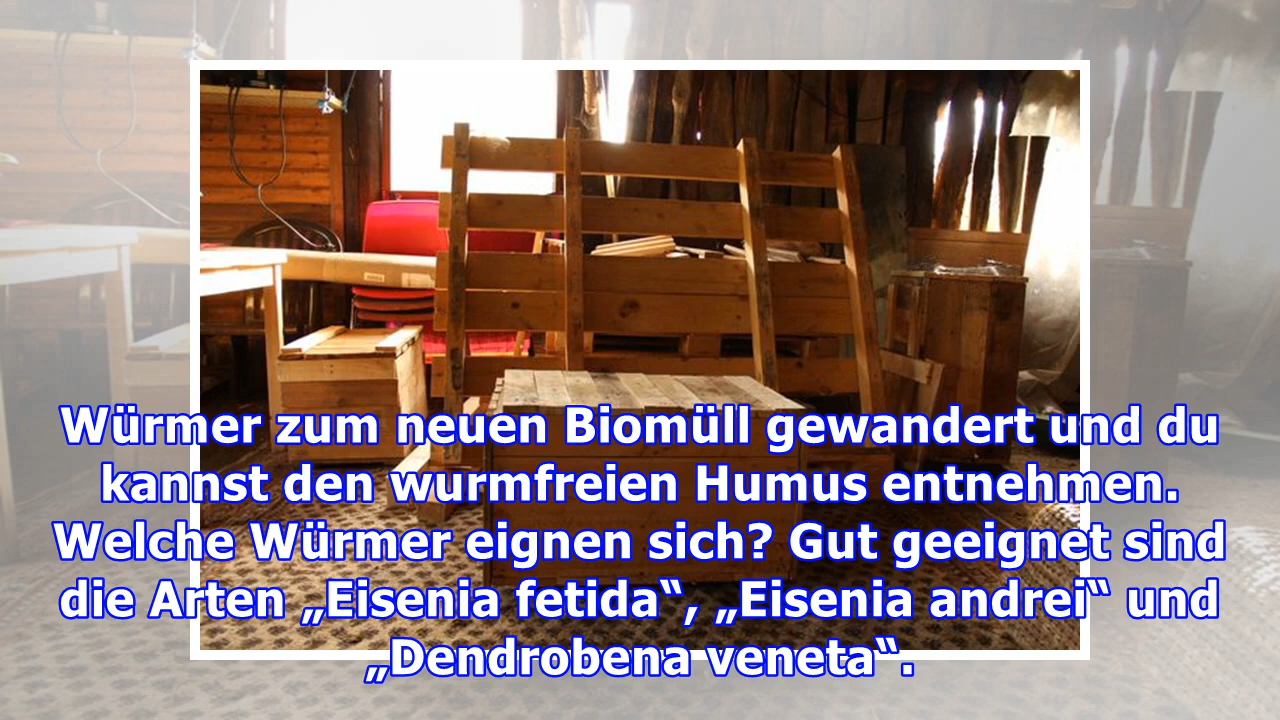 Würmer zum neuen Biomüll gewandert und du
kannst den wurmfreien Humus entnehmen.
Welche Würmer eignen sich? Gut geeignet sind
die Arten „Eisenia fetida“, „Eisenia andrei“ und
„Dendrobena veneta“.